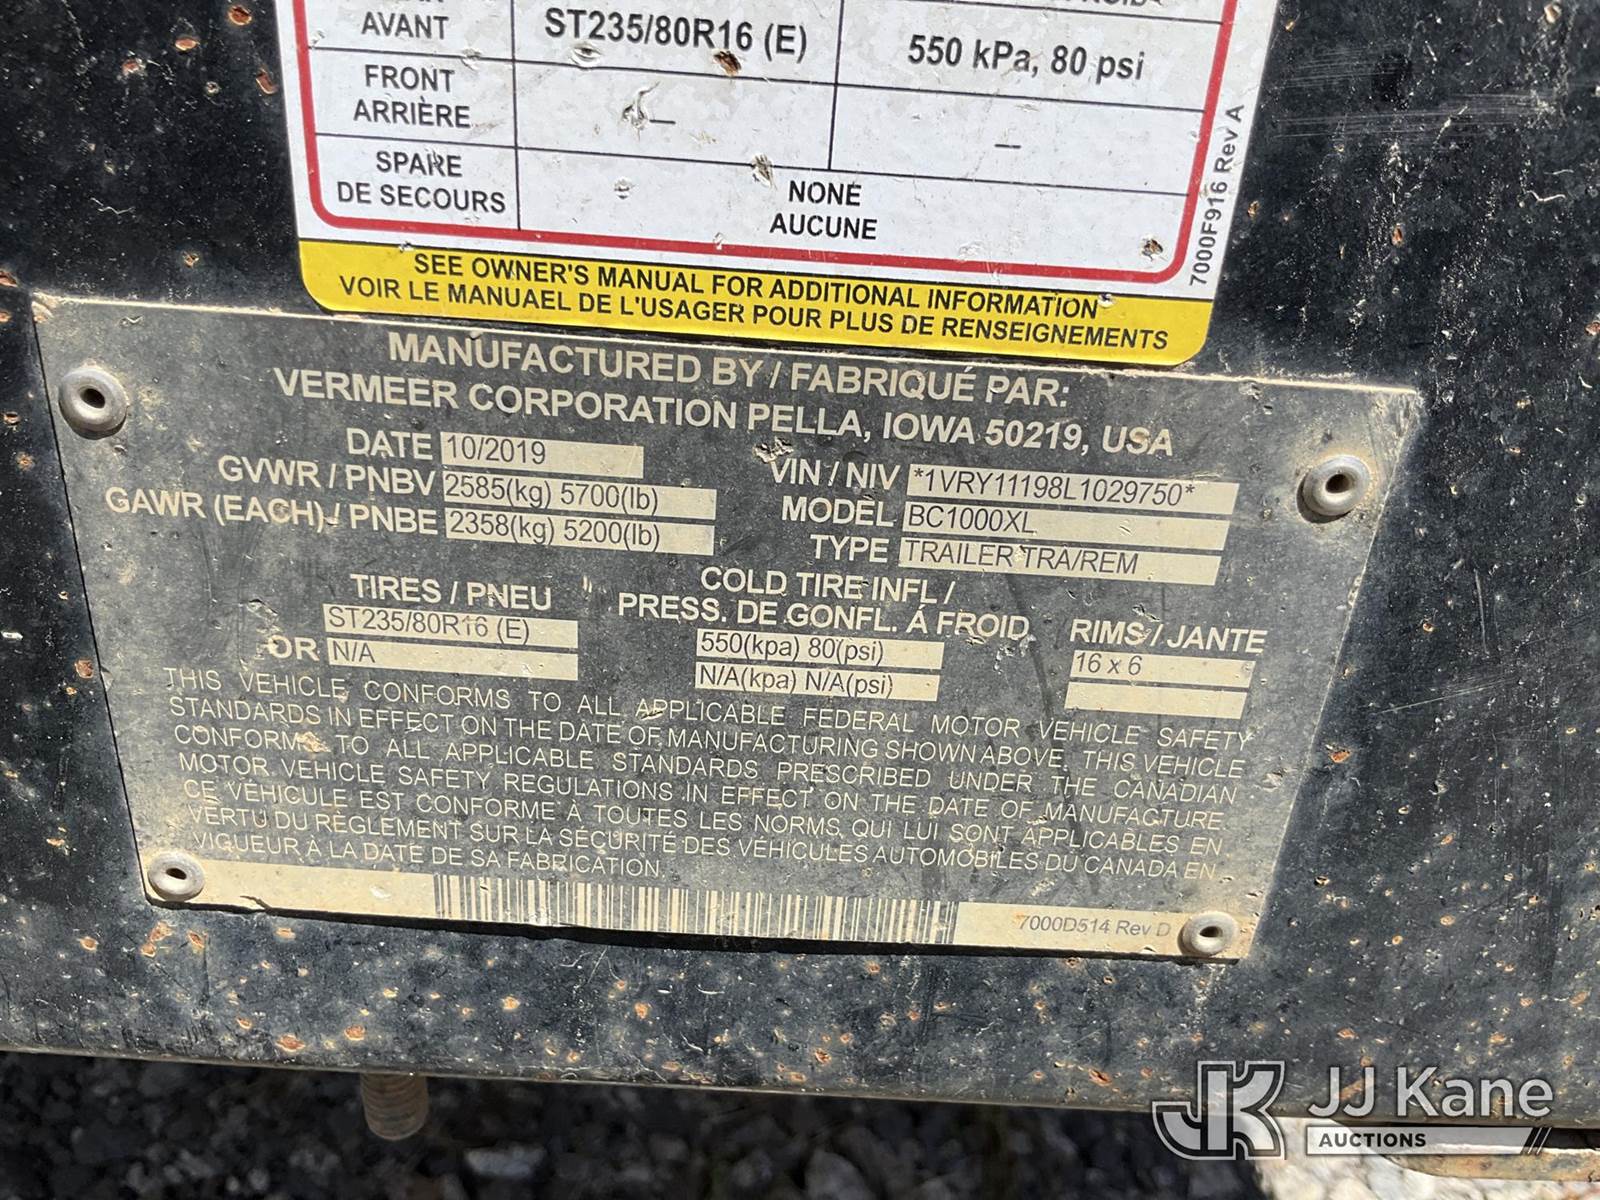 AVANT
ST235/80R16 (E)
550 kPa, 80 psi
FRONT
ARRIÈRE
–
–
SPARE
DE SECOURS
NONE
AUCUNE
7000F916 Rev A
SEE OWNER'S MANUAL FOR ADDITIONAL INFORMATION
VOIR LE MANUAEL DE L'USAGER POUR PLUS DE RENSEIGNEMENTS
MANUFACTURED BY / FABRIQUÉ PAR:
VERMEER CORPORATION PELLA, IOWA 50219, USA
DATE 10/2019
GVWR / PNBV 2585(kg) 5700(lb)
GAWR (EACH) / PNBE 2358(kg) 5200(lb)
VIN / NIV *1VRY11198L1029750*
MODEL BC1000XL
TYPE TRAILER TRA/REM
TIRES / PNEU
ST235/80R16 (E)
OR N/A
COLD TIRE INFL /
PRESS. DE GONFL. Á FROID
550(kpa) 80(psi)
N/A(kpa) N/A(psi)
RIMS / JANTE
16 x 6
THIS VEHICLE CONFORMS TO ALL APPLICABLE FEDERAL MOTOR VEHICLE SAFETY
STANDARDS IN EFFECT ON THE DATE OF MANUFACTURING SHOWN ABOVE. THIS VEHICLE
CONFORMS TO ALL APPLICABLE STANDARDS PRESCRIBED UNDER THE CANADIAN
MOTOR VEHICLE SAFETY REGULATIONS IN EFFECT ON THE DATE OF MANUFACTURE.
CE VÉHICULE EST CONFORME À TOUTES LES NORMS QUI LUI SONT APPLICABLES EN
VERTU DU RÈGLEMENT SUR LA SÉCURITÉ DES VÉHICULES AUTOMOBILES DU CANADA EN
VIGUEUR À LA DATE DE SA FABRICATION.
7000D514 Rev D
JK JJ Kane
AUCTIONS